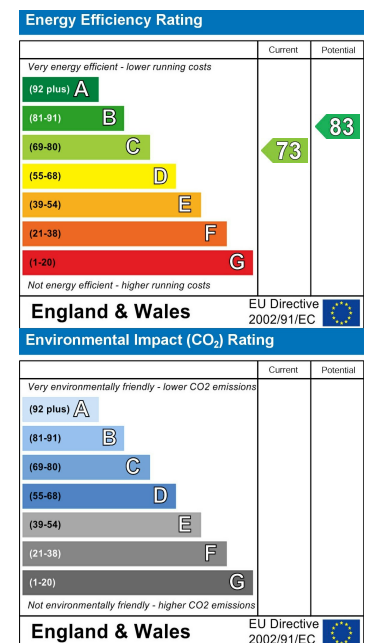 Energy Efficiency Rating
Current Potential
Very energy efficient - lower running costs
(92 plus) A
(81-91) B
83
(69-80) C
73
(55-68) D
(39-54) E
(21-38) F
(1-20) G
Not energy efficient - higher running costs
England & Wales
EU Directive
2002/91/EC
Environmental Impact (CO₂) Rating
Current Potential
Very environmentally friendly - lower CO2 emissions
(92 plus) A
(81-91) B
(69-80) C
(55-68) D
(39-54) E
(21-38) F
(1-20) G
Not environmentally friendly - higher CO2 emissions
England & Wales
EU Directive
2002/91/EC